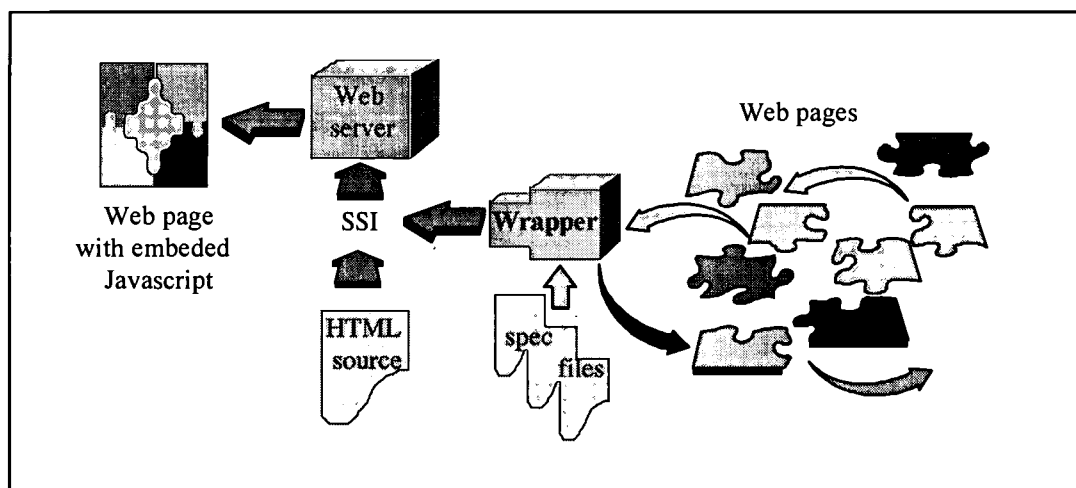 Web
server
Web pages
Web page
with embeded
Javascript
SSI
Wrapper
HTML
source
spec
files